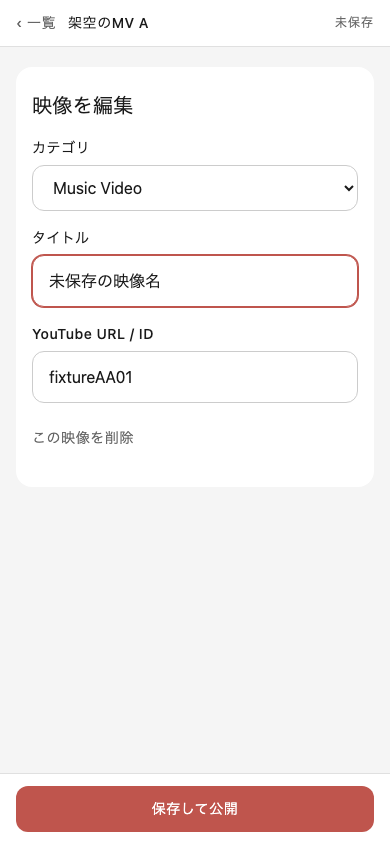 ‹ 一覧 架空のMV A 未保存
映像を編集
カテゴリ
Music Video
タイトル
未保存の映像名
YouTube URL / ID
fixtureAA01
この映像を削除
保存して公開